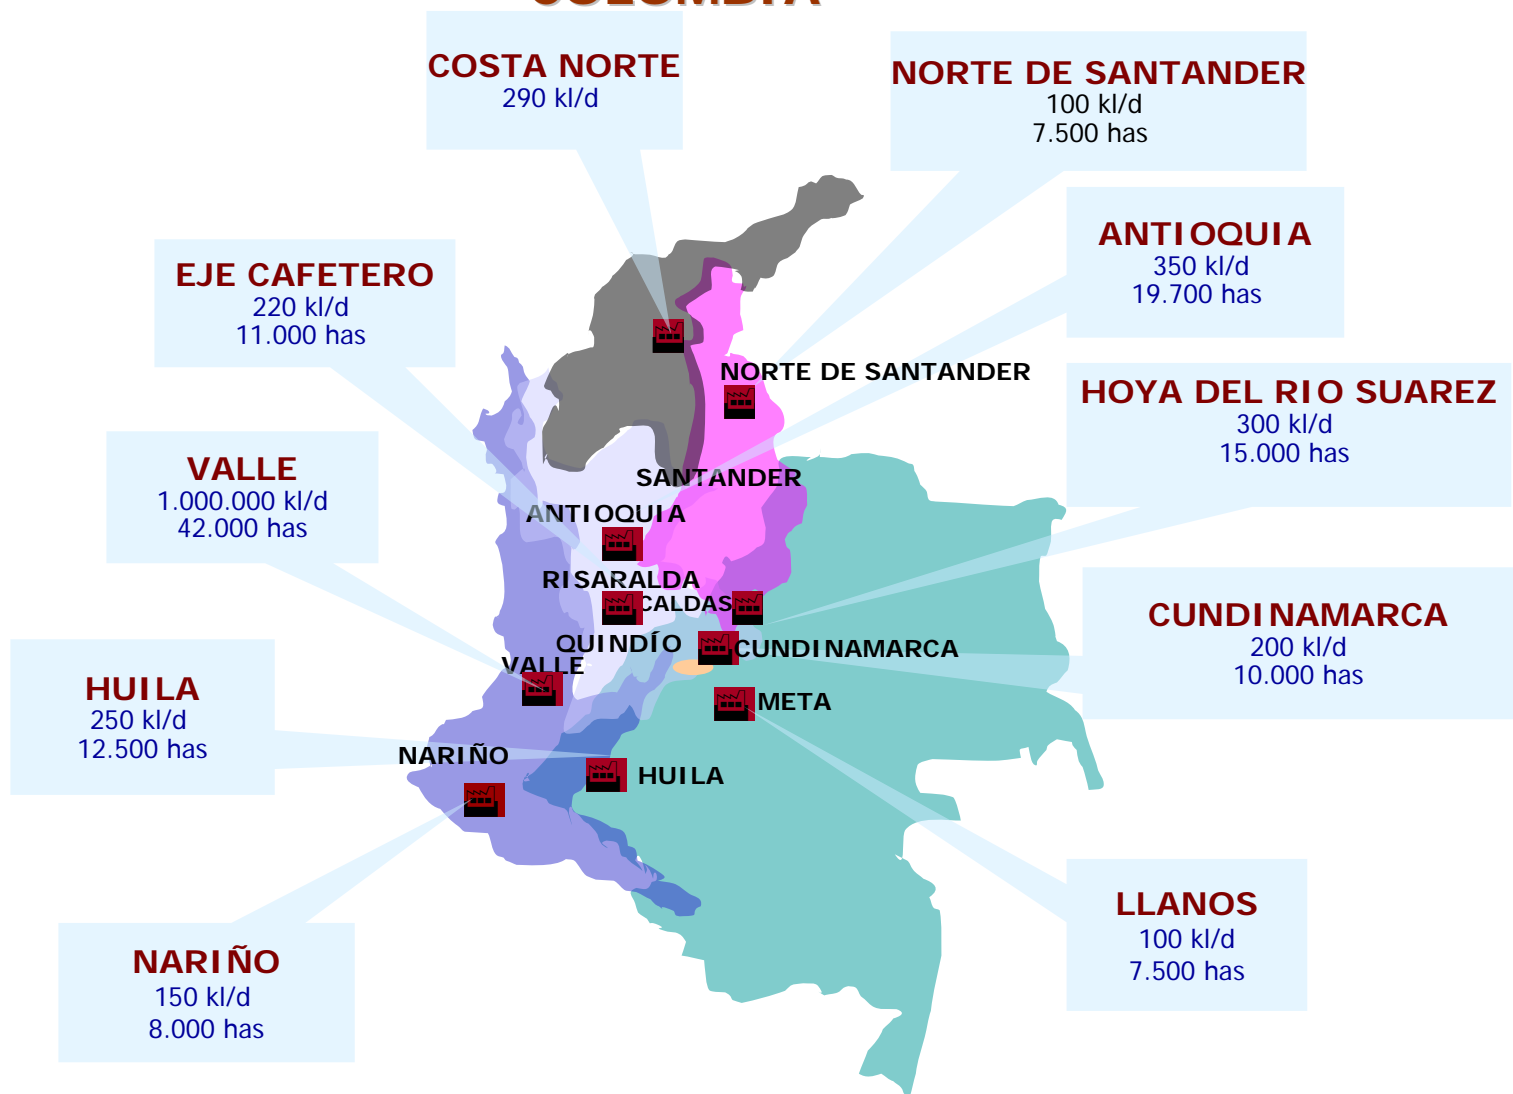 COLOMBIA
COSTA NORTE
290 kl/d
NORTE DE SANTANDER
100 kl/d
7.500 has
ANTIOQUIA
350 kl/d
19.700 has
EJE CAFETERO
220 kl/d
11.000 has
NORTE DE SANTANDER
HOYA DEL RIO SUAREZ
300 kl/d
15.000 has
VALLE
1.000.000 kl/d
42.000 has
SANTANDER
ANTIOQUIA
RISARALDA
CALDAS
QUINDÍO
CUNDINAMARCA
VALLE
CUNDINAMARCA
200 kl/d
10.000 has
HUILA
250 kl/d
12.500 has
META
NARIÑO
HUILA
LLANOS
100 kl/d
7.500 has
NARIÑO
150 kl/d
8.000 has